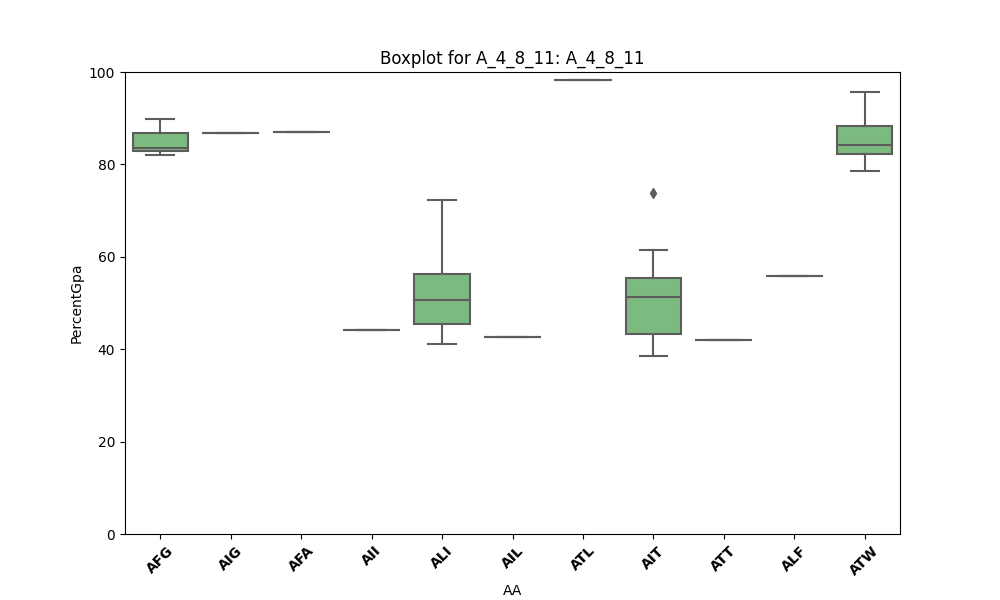 Boxplot for A_4_8_11: A_4_8_11
100
80
60
40
20
0
PercentGpa
AFG AIG AFA AII ALI AIL ATL AIT ATT ALF ATW
AA